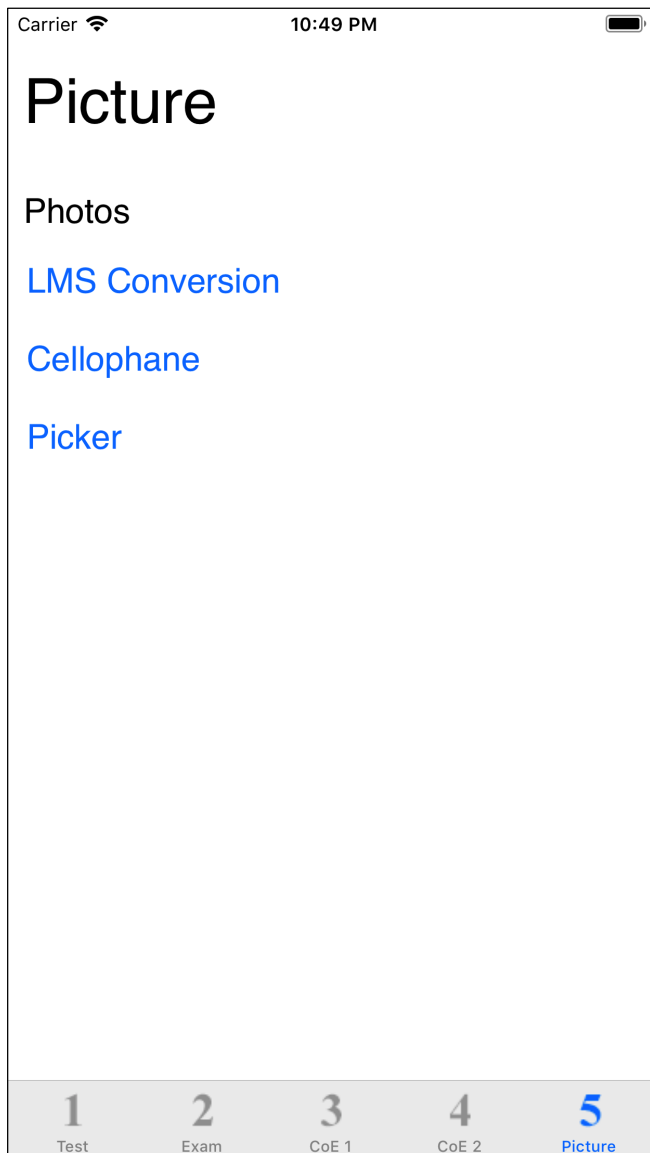 Carrier 10:49 PM
Picture
Photos
LMS Conversion
Cellophane
Picker
1 2 3 4 5
Test Exam CoE 1 CoE 2 Picture